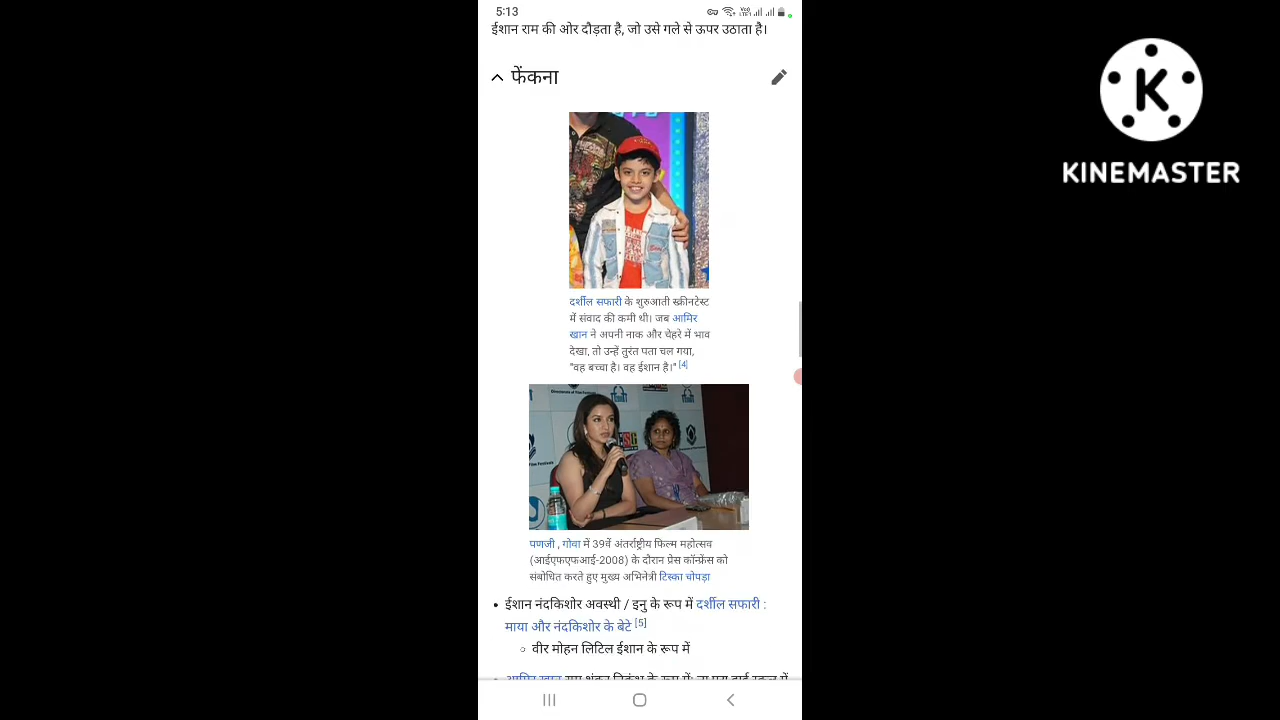 5:13
ईशान राम की ओर दौड़ता है, जो उसे गले से ऊपर उठाता है।
फेंकना
K
KINEMASTER
दर्शील सफारी के शुरुआती स्क्रीनटेस्ट
में संवाद की कमी थी। जब आमिर
खान ने अपनी नाक और चेहरे में भाव
देखा, तो उन्हें तुरंत पता चल गया,
"वह बच्चा है। वह ईशान है।" [4]
पणजी , गोवा में 39वें अंतर्राष्ट्रीय फिल्म महोत्सव
(आईएफएफआई-2008) के दौरान प्रेस कॉन्फ्रेंस को
संबोधित करते हुए मुख्य अभिनेत्री टिस्का चोपड़ा
• ईशान नंदकिशोर अवस्थी / इनु के रूप में दर्शील सफारी :
माया और नंदकिशोर के बेटे [5]
◦ वीर मोहन लिटिल ईशान के रूप में